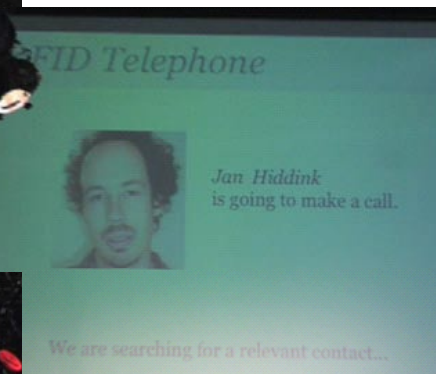 FID Telephone
Jan Hiddink
is going to make a call.
We are searching for a relevant contact...